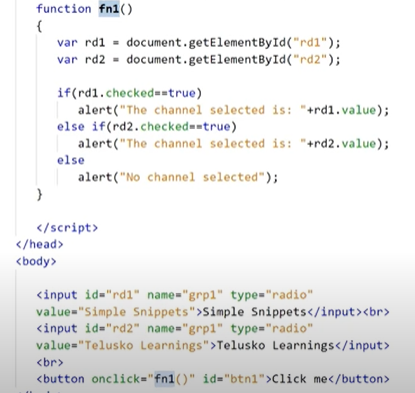 function fn1()
{
var rd1 = document.getElementById("rd1");
var rd2 = document.getElementById("rd2");
if(rd1.checked==true)
alert("The channel selected is: "+rd1.value);
else if(rd2.checked==true)
alert("The channel selected is: "+rd2.value);
else
alert("No channel selected");
}
</script>
</head>
<body>
<input id="rd1" name="grp1" type="radio"
value="Simple Snippets">Simple Snippets</input><br>
<input id="rd2" name="grp1" type="radio"
value="Telusko Learnings">Telusko Learnings</input>
<br>
<button onclick="fn1()" id="btn1">Click me</button>